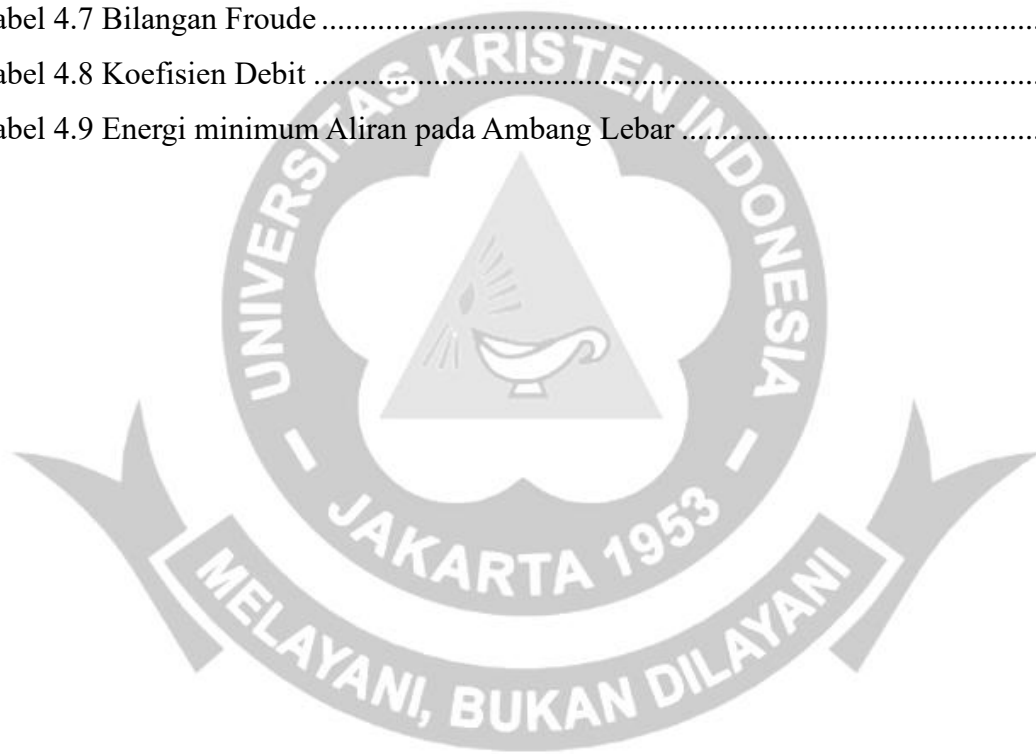 abel 4.7 Bilangan Froude ........................................................................................
abel 4.8 Koefisien Debit ........................................................................................
abel 4.9 Energi minimum Aliran pada Ambang Lebar ............................................
UNIVERSITAS KRISTEN INDONESIA
JAKARTA 1953
MELAYANI, BUKAN DILAYANI